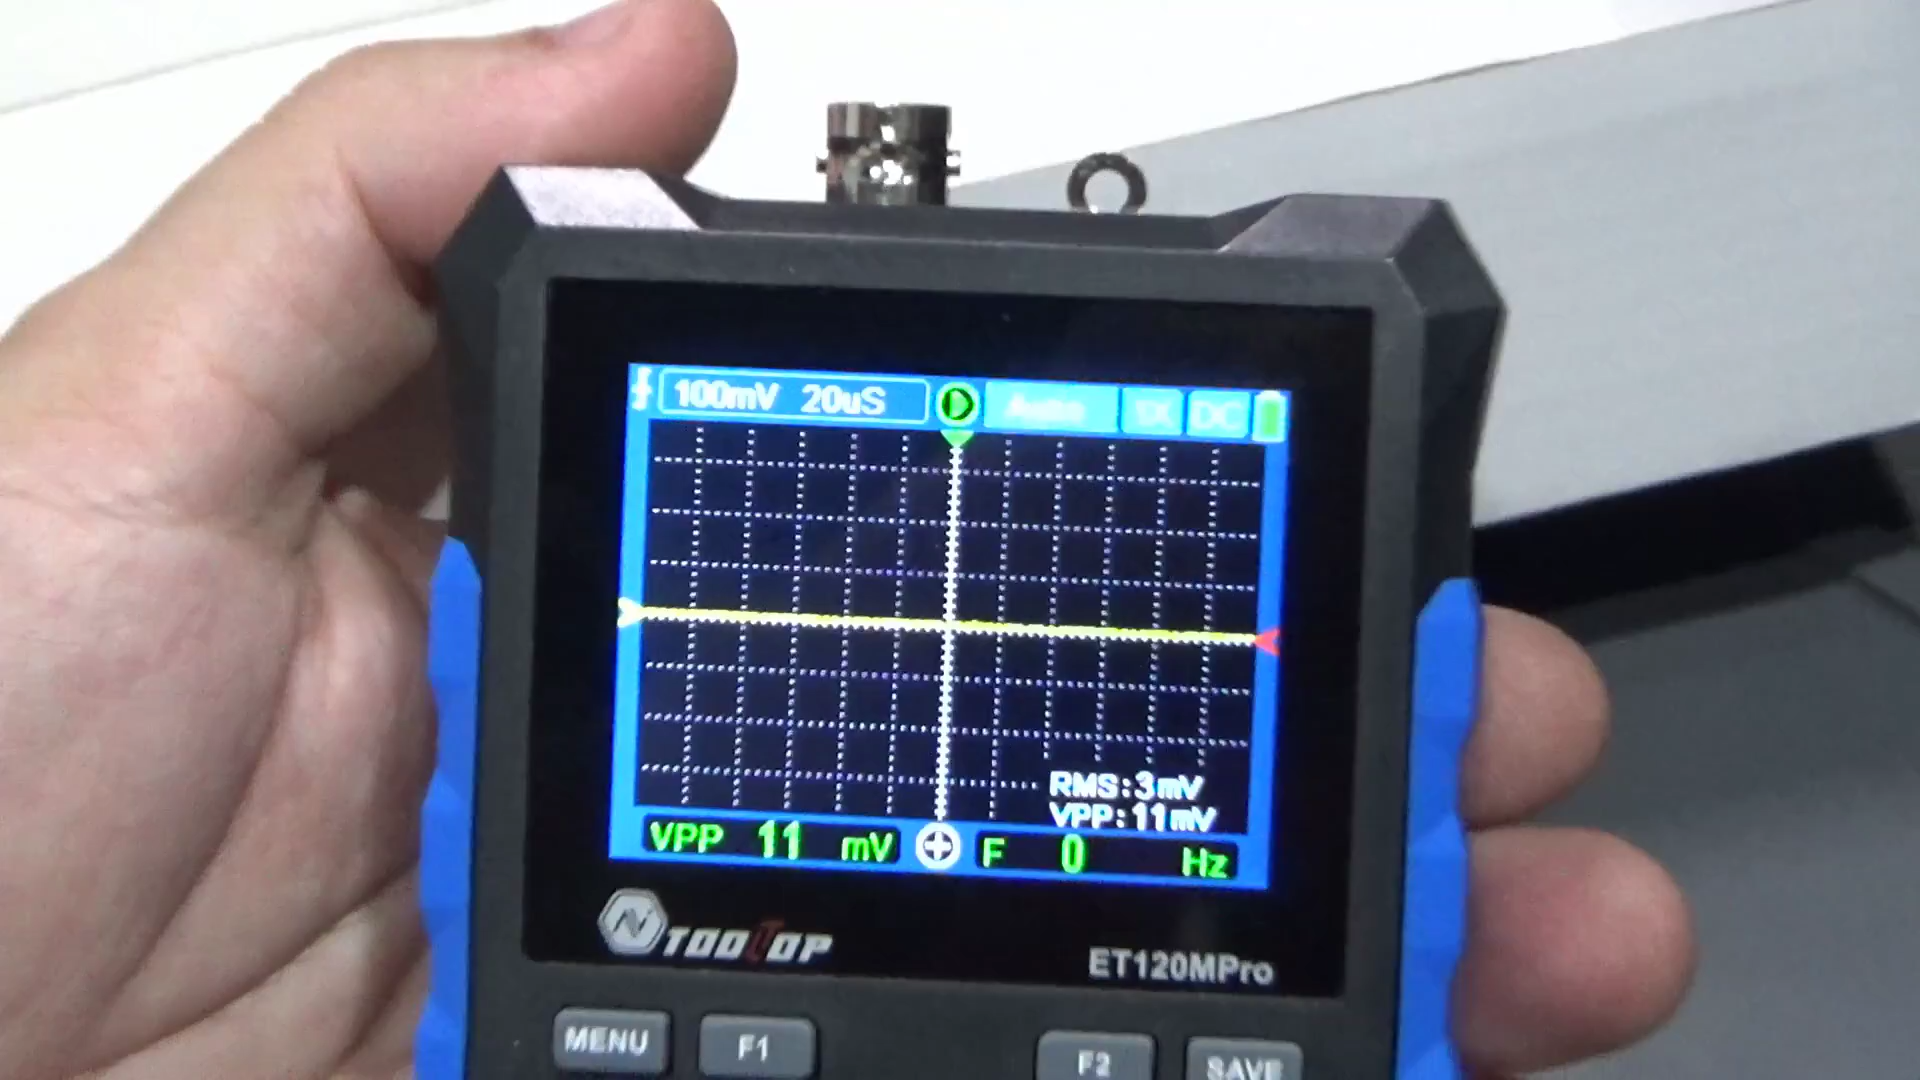 100mV 20uS Auto 1X DC
RMS:3mV
VPP:11mV
VPP 11 mV F 0 Hz
TOOLTOP
ET120MPro
MENU F1 F2 SAVE